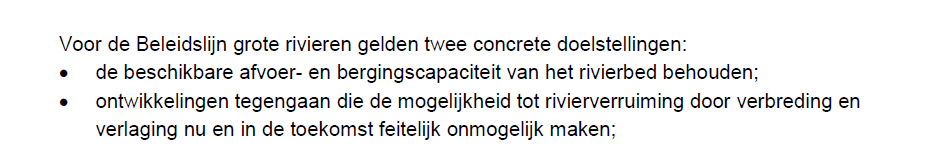 Voor de Beleidslijn grote rivieren gelden twee concrete doelstellingen:
• de beschikbare afvoer- en bergingscapaciteit van het rivierbed behouden;
• ontwikkelingen tegengaan die de mogelijkheid tot rivierverruiming door verbreding en
verlaging nu en in de toekomst feitelijk onmogelijk maken;